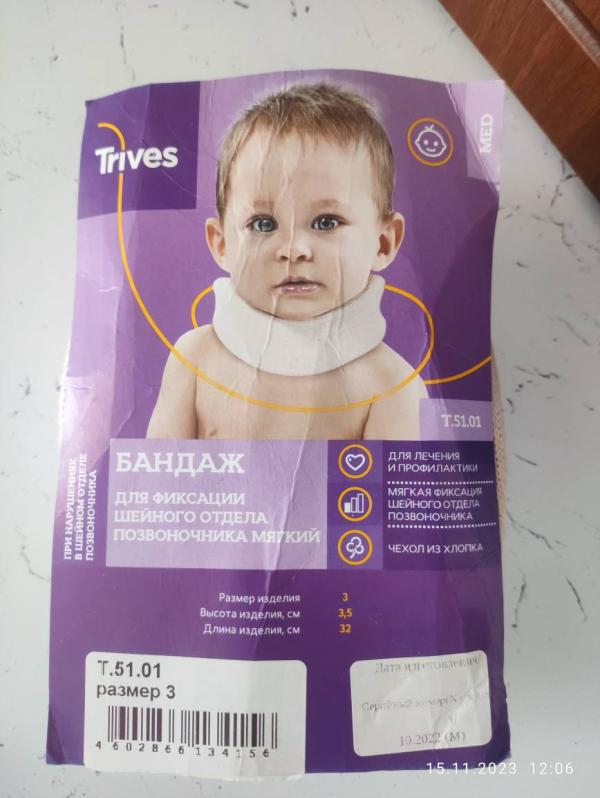 Trives
MED
T.51.01
ПРИ НАРУШЕНИЯХ
В ШЕЙНОМ ОТДЕЛЕ
ПОЗВОНОЧНИКА
БАНДАЖ
ДЛЯ ФИКСАЦИИ
ШЕЙНОГО ОТДЕЛА
ПОЗВОНОЧНИКА МЯГКИЙ
ДЛЯ ЛЕЧЕНИЯ
И ПРОФИЛАКТИКИ
МЯГКАЯ ФИКСАЦИЯ
ШЕЙНОГО ОТДЕЛА
ПОЗВОНОЧНИКА
ЧЕХОЛ ИЗ ХЛОПКА
Размер изделия 3
Высота изделия, см 3,5
Длина изделия, см 32
Т.51.01
размер 3
4 602866 134156
Дата изготовления/
Серийный номер
10.2022 (М)
15.11.2023 12:06